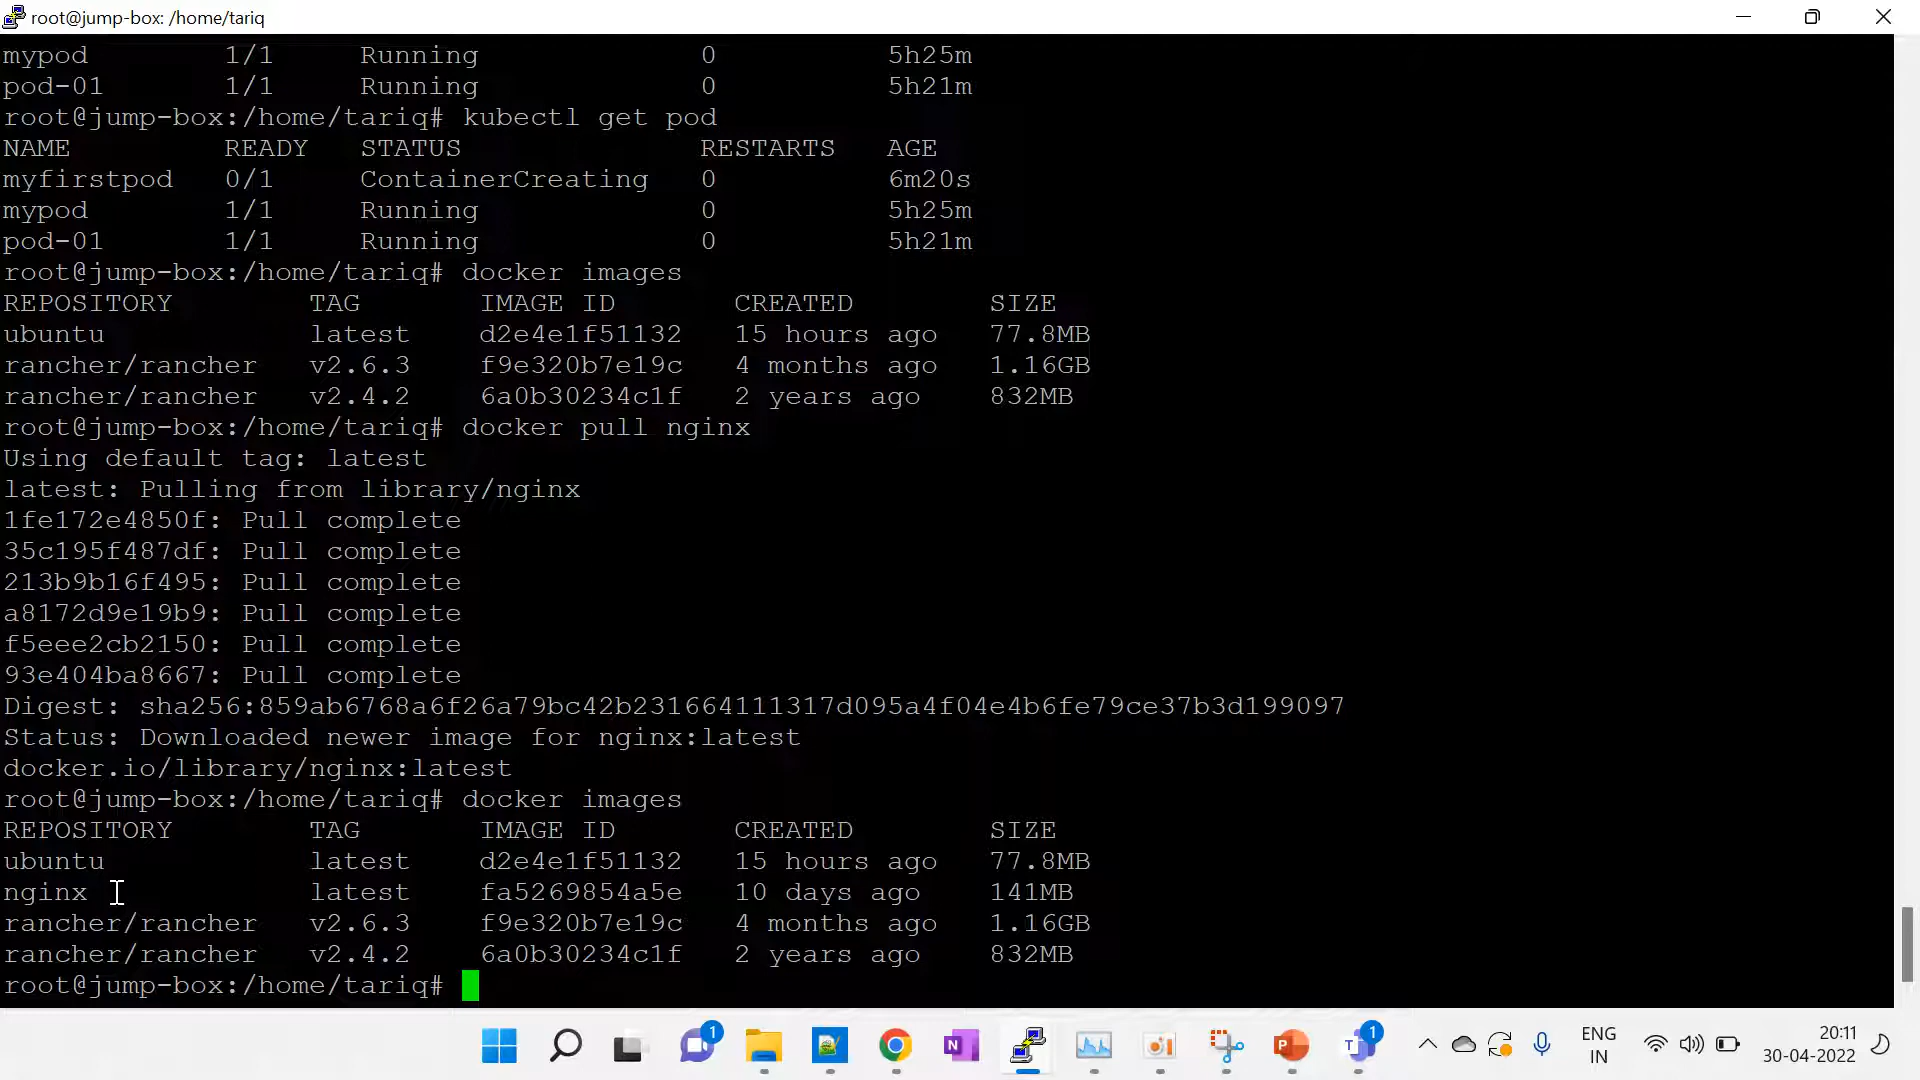 root@jump-box: /home/tariq
mypod 1/1 Running 0 5h25m
pod-01 1/1 Running 0 5h21m
root@jump-box:/home/tariq# kubectl get pod
NAME READY STATUS RESTARTS AGE
myfirstpod 0/1 ContainerCreating 0 6m20s
mypod 1/1 Running 0 5h25m
pod-01 1/1 Running 0 5h21m
root@jump-box:/home/tariq# docker images
REPOSITORY TAG IMAGE ID CREATED SIZE
ubuntu latest d2e4e1f51132 15 hours ago 77.8MB
rancher/rancher v2.6.3 f9e320b7e19c 4 months ago 1.16GB
rancher/rancher v2.4.2 6a0b30234c1f 2 years ago 832MB
root@jump-box:/home/tariq# docker pull nginx
Using default tag: latest
latest: Pulling from library/nginx
1fe172e4850f: Pull complete
35c195f487df: Pull complete
213b9b16f495: Pull complete
a8172d9e19b9: Pull complete
f5eee2cb2150: Pull complete
93e404ba8667: Pull complete
Digest: sha256:859ab6768a6f26a79bc42b231664111317d095a4f04e4b6fe79ce37b3d199097
Status: Downloaded newer image for nginx:latest
docker.io/library/nginx:latest
root@jump-box:/home/tariq# docker images
REPOSITORY TAG IMAGE ID CREATED SIZE
ubuntu latest d2e4e1f51132 15 hours ago 77.8MB
nginx latest fa5269854a5e 10 days ago 141MB
rancher/rancher v2.6.3 f9e320b7e19c 4 months ago 1.16GB
rancher/rancher v2.4.2 6a0b30234c1f 2 years ago 832MB
root@jump-box:/home/tariq#
1
N
P
T
1
ENG
IN
20:11
30-04-2022